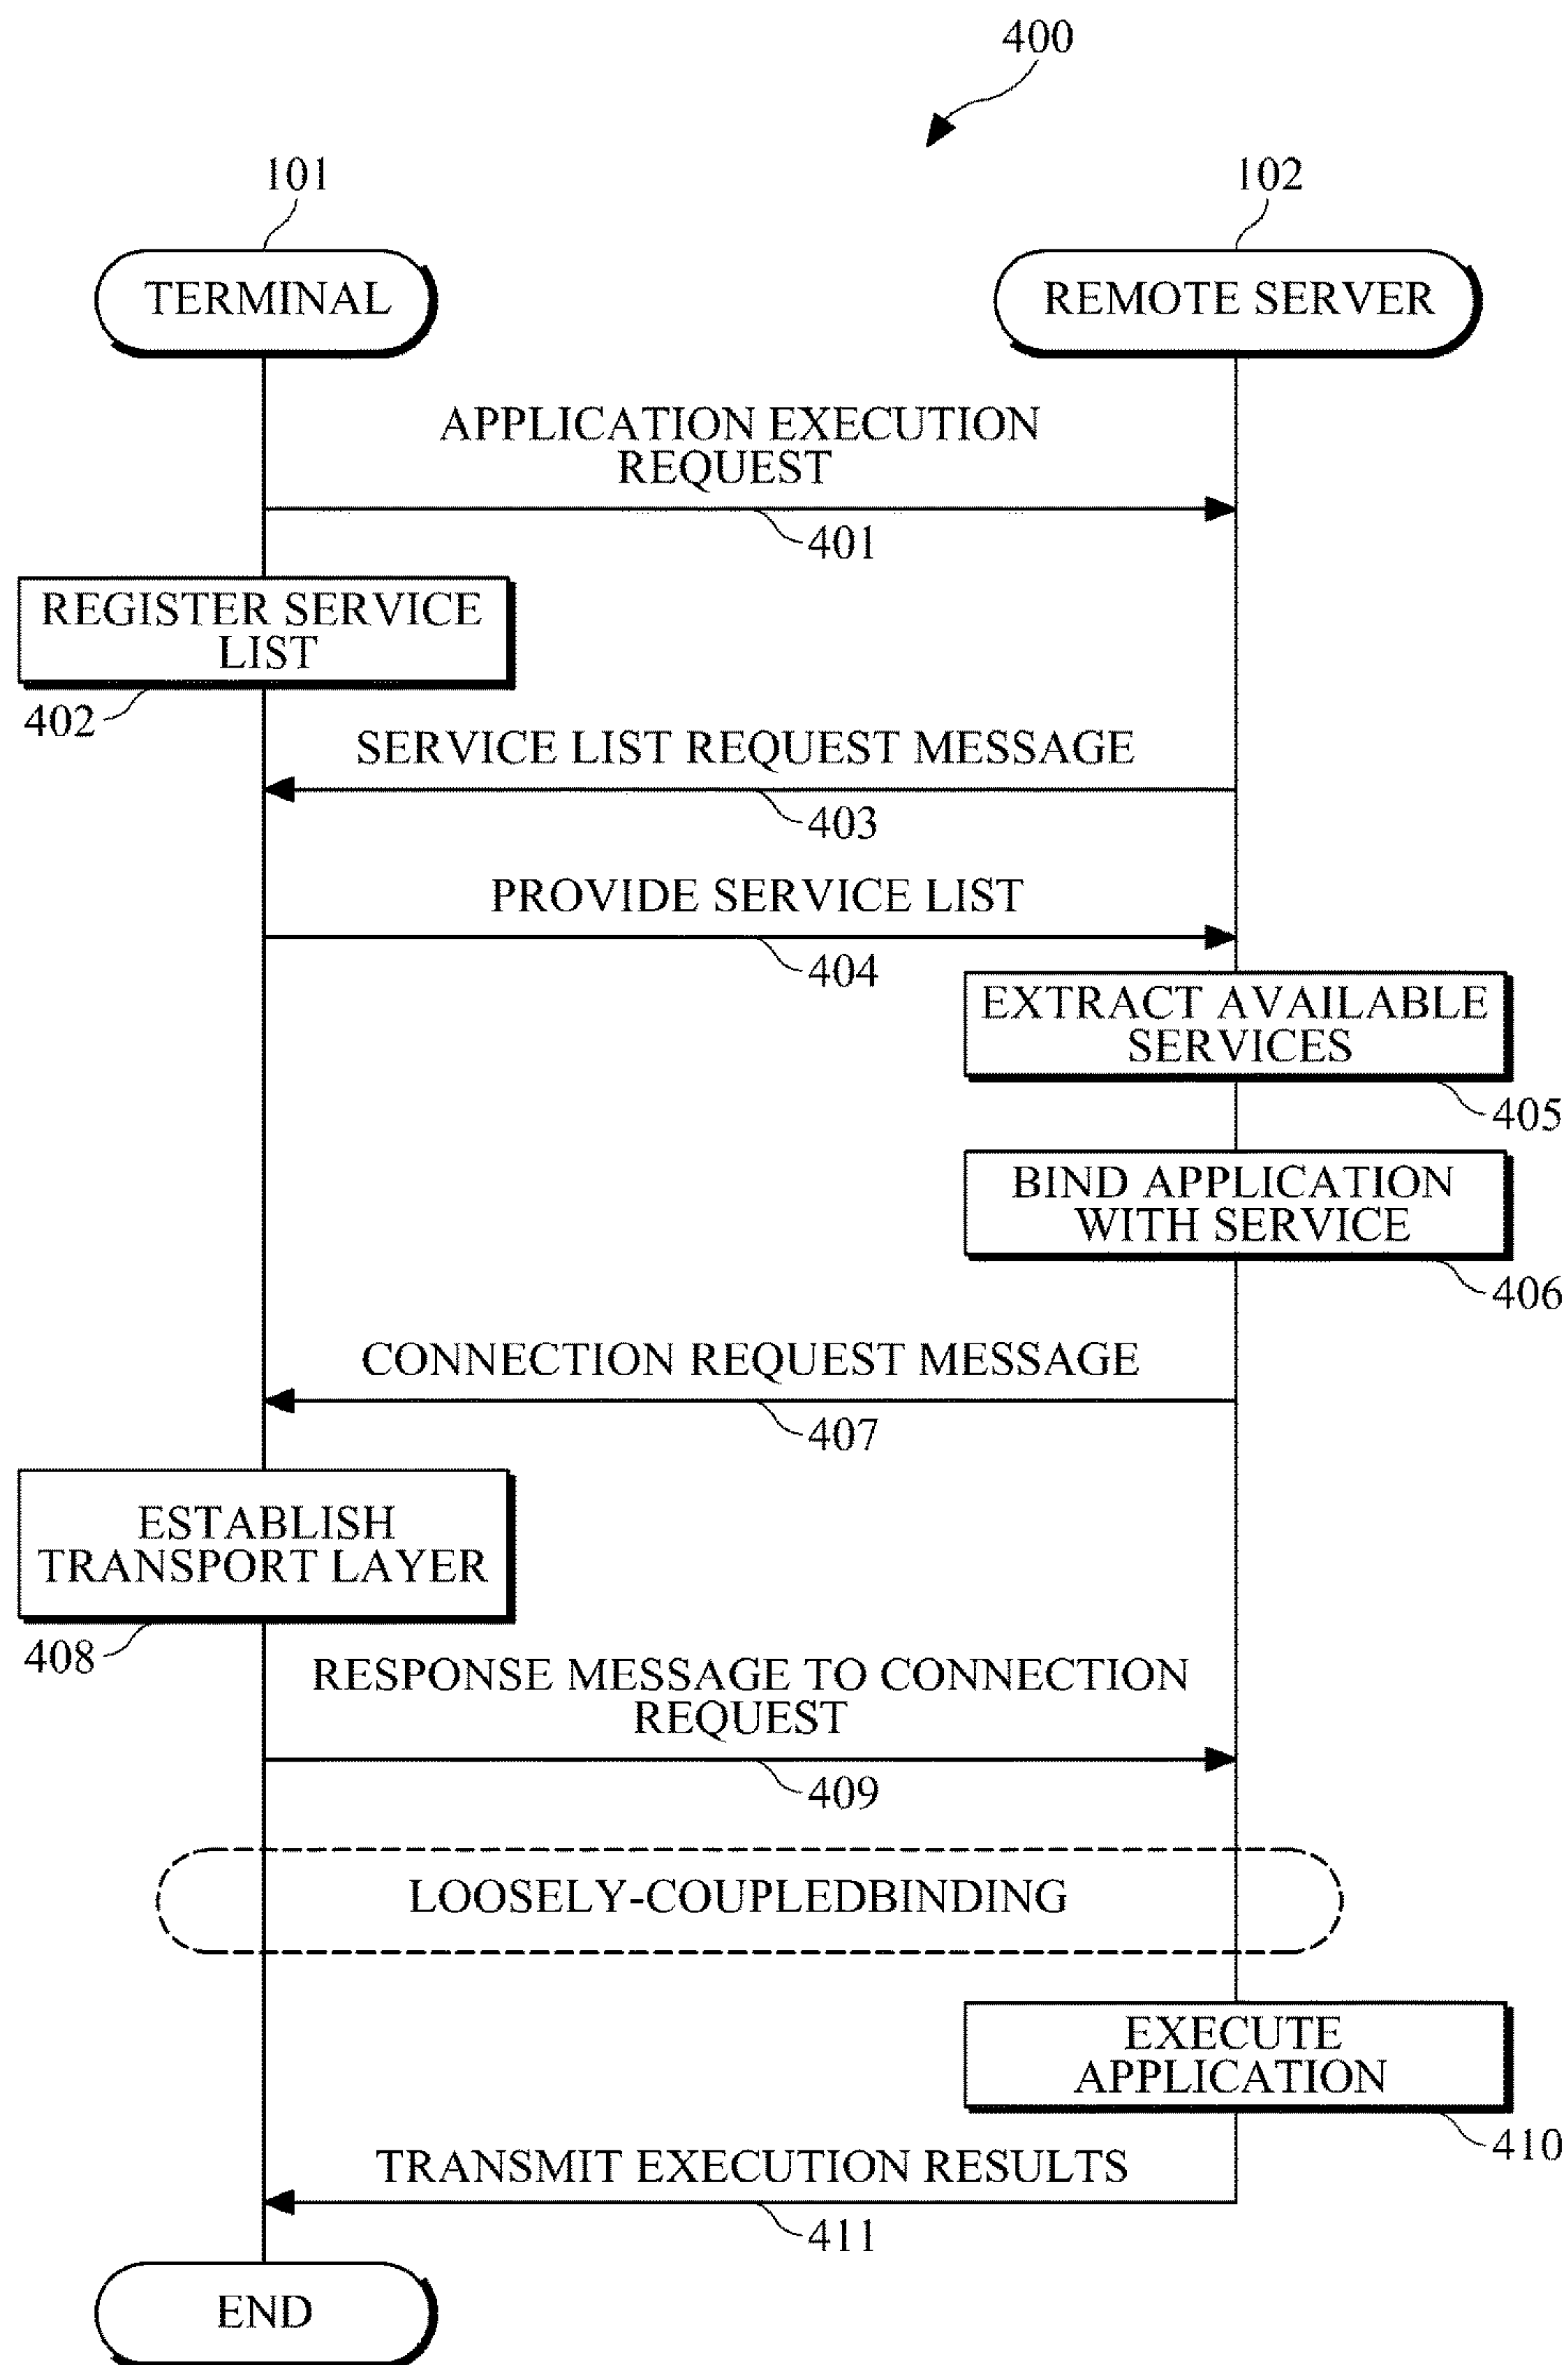 400
101
102
TERMINAL
REMOTE SERVER
APPLICATION EXECUTION
REQUEST
401
REGISTER SERVICE
LIST
402
SERVICE LIST REQUEST MESSAGE
403
PROVIDE SERVICE LIST
404
EXTRACT AVAILABLE
SERVICES
405
BIND APPLICATION
WITH SERVICE
406
CONNECTION REQUEST MESSAGE
407
ESTABLISH
TRANSPORT LAYER
408
RESPONSE MESSAGE TO CONNECTION
REQUEST
409
LOOSELY-COUPLEDBINDING
EXECUTE
APPLICATION
410
TRANSMIT EXECUTION RESULTS
411
END